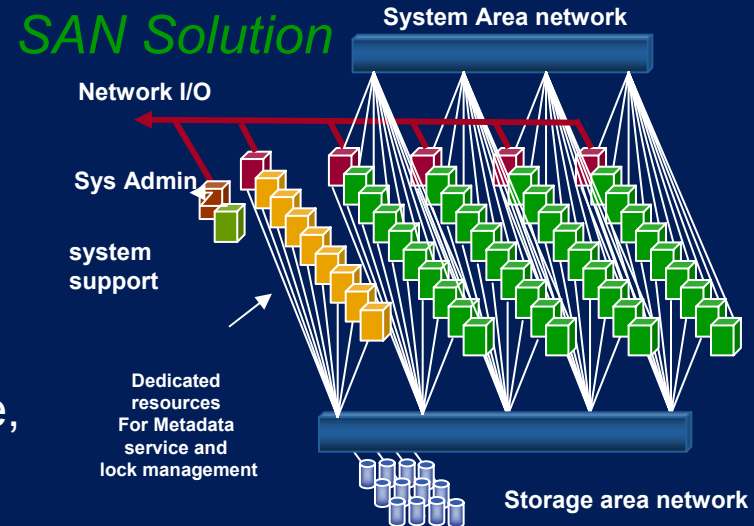 SAN Solution
System Area network
Network I/O
Sys Admin
system
support
Dedicated
resources
For Metadata
service and
lock management
e,
Storage area network